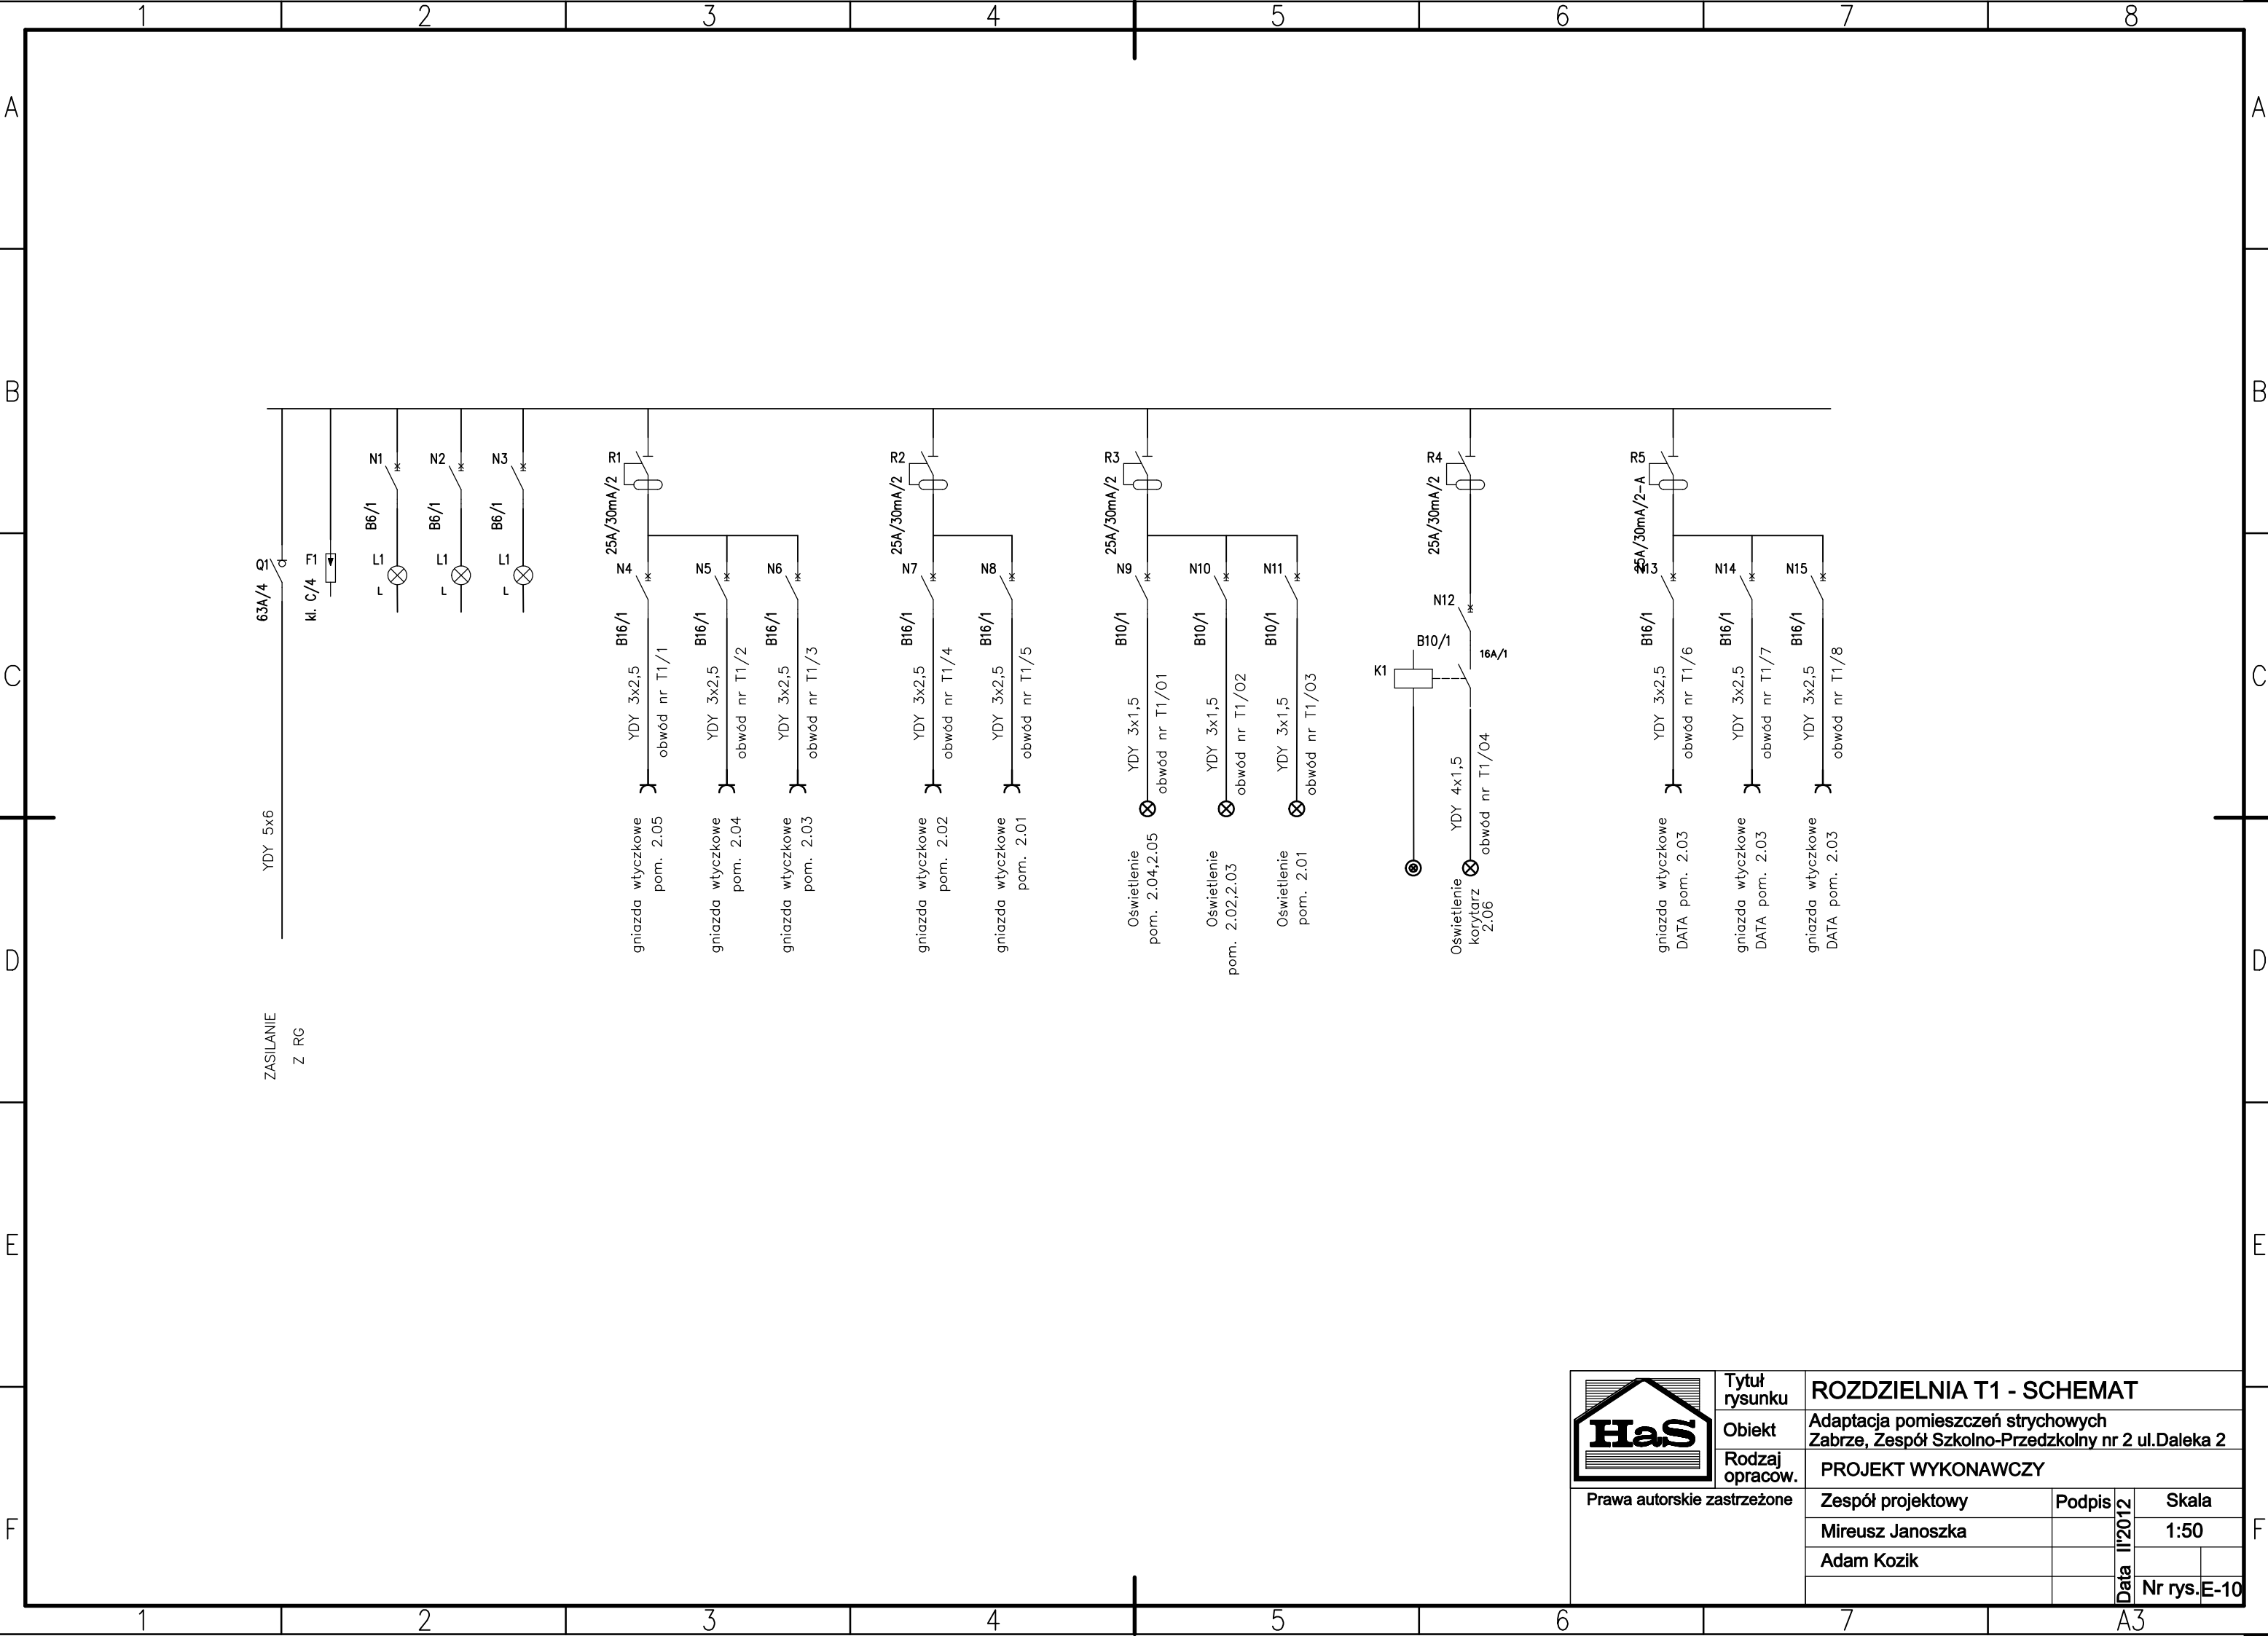 1 2 3 4 5 6 7 8
A A
B B
C C
D D
E E
F F
Q1
63A/4
YDY 5x6
ZASILANIE
Z RG
F1
kl. C/4
N1
B6/1
L1
L
N2
B6/1
L1
L
N3
B6/1
L1
L
R1
25A/30mA/2
N4
B16/1
YDY 3x2,5
obwód nr T1/1
gniazda wtyczkowe
pom. 2.05
N5
B16/1
YDY 3x2,5
obwód nr T1/2
gniazda wtyczkowe
pom. 2.04
N6
B16/1
YDY 3x2,5
obwód nr T1/3
gniazda wtyczkowe
pom. 2.03
R2
25A/30mA/2
N7
B16/1
YDY 3x2,5
obwód nr T1/4
gniazda wtyczkowe
pom. 2.02
N8
B16/1
YDY 3x2,5
obwód nr T1/5
gniazda wtyczkowe
pom. 2.01
R3
25A/30mA/2
N9
B10/1
YDY 3x1,5
obwód nr T1/O1
Oświetlenie
pom. 2.04,2.05
N10
B10/1
YDY 3x1,5
obwód nr T1/O2
Oświetlenie
pom. 2.02,2.03
N11
B10/1
YDY 3x1,5
obwód nr T1/O3
Oświetlenie
pom. 2.01
R4
25A/30mA/2
N12
B10/1
16A/1
K1
YDY 4x1,5
obwód nr T1/O4
Oświetlenie
korytarz
2.06
R5
25A/30mA/2-A
N13
B16/1
YDY 3x2,5
obwód nr T1/6
gniazda wtyczkowe
DATA pom. 2.03
N14
B16/1
YDY 3x2,5
obwód nr T1/7
gniazda wtyczkowe
DATA pom. 2.03
N15
B16/1
YDY 3x2,5
obwód nr T1/8
gniazda wtyczkowe
DATA pom. 2.03
HaS
Prawa autorskie zastrzeżone
Tytuł
rysunku
ROZDZIELNIA T1 - SCHEMAT
Obiekt
Adaptacja pomieszczeń strychowych
Zabrze, Zespół Szkolno-Przedzkolny nr 2 ul.Daleka 2
Rodzaj
opracow.
PROJEKT WYKONAWCZY
Zespół projektowy
Podpis
Data II'2012
Skala
Mireusz Janoszka
1:50
Adam Kozik
Nr rys. E-10
1 2 3 4 5 6 7 A3